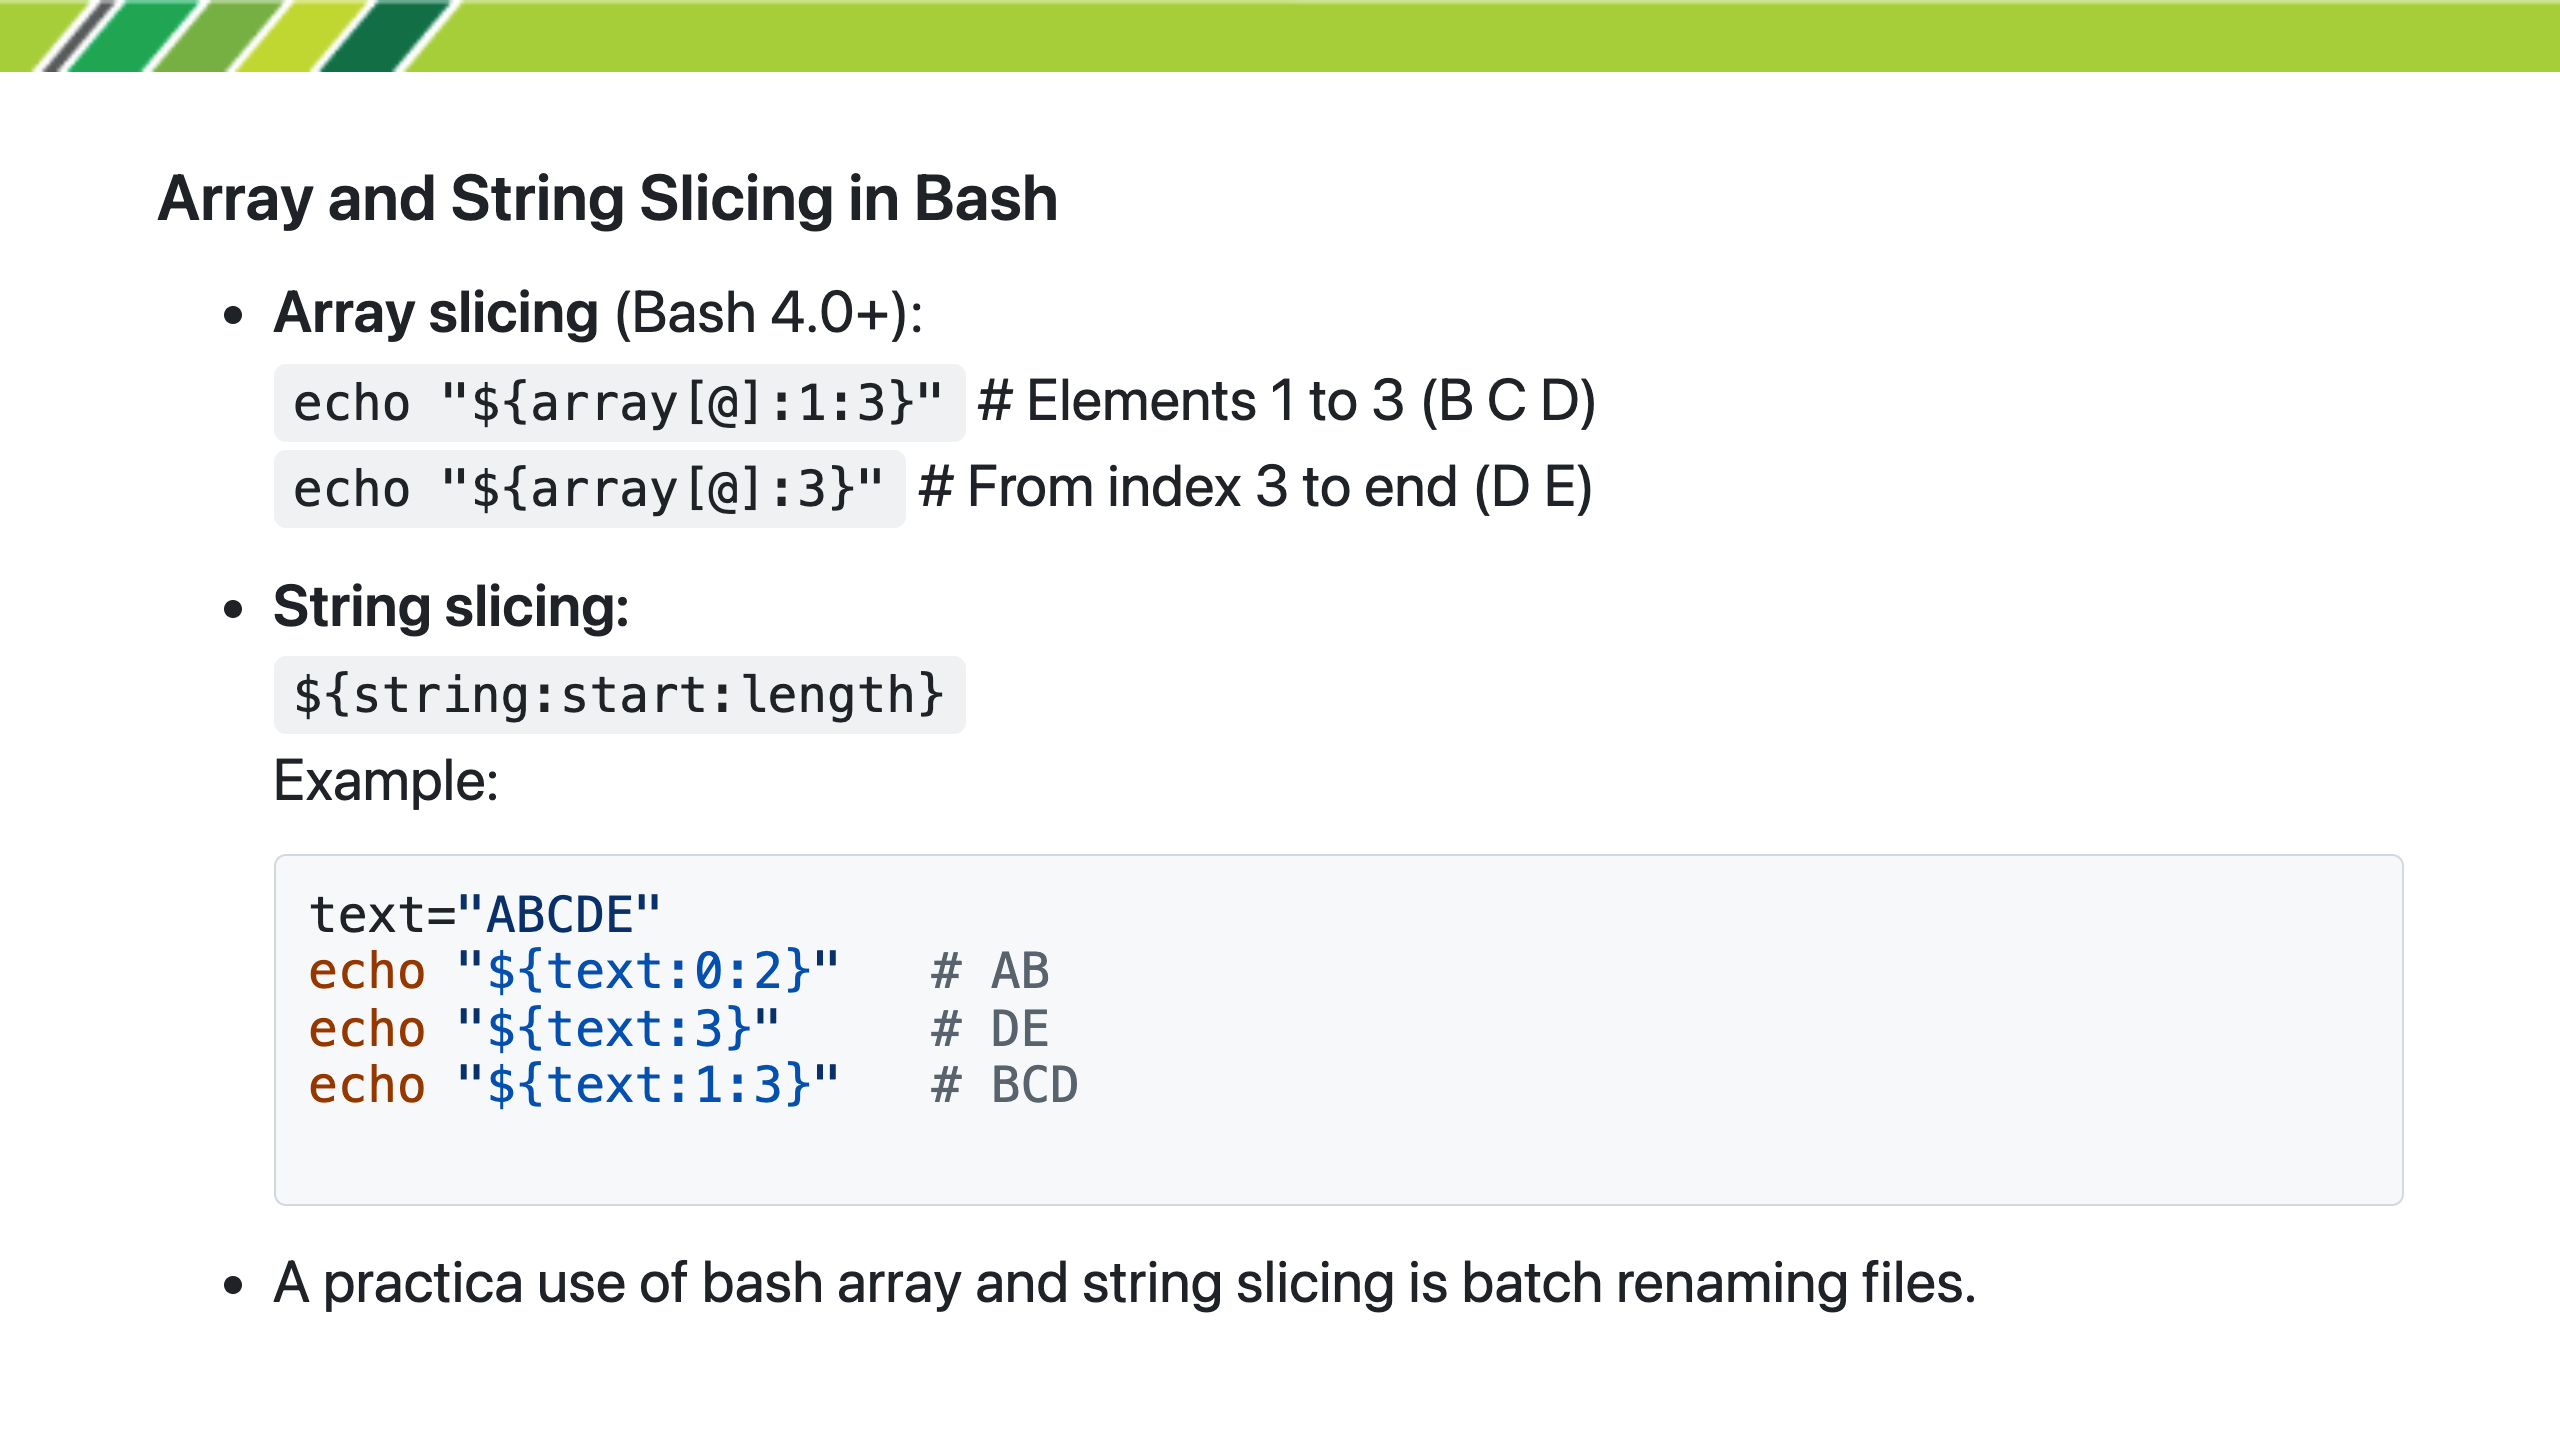 Array and String Slicing in Bash
• Array slicing (Bash 4.0+):
echo "${array[@]:1:3}" # Elements 1 to 3 (B C D)
echo "${array[@]:3}" # From index 3 to end (D E)
• String slicing:
${string:start:length}
Example:
text="ABCDE"
echo "${text:0:2}"   # AB
echo "${text:3}"     # DE
echo "${text:1:3}"   # BCD
• A practica use of bash array and string slicing is batch renaming files.